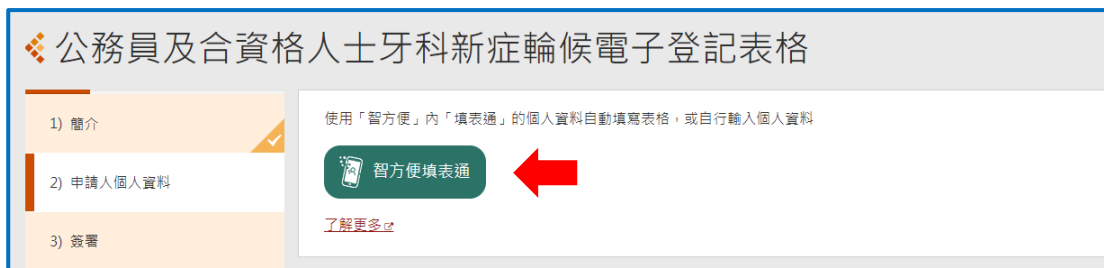 公務員及合資格人士牙科新症輪候電子登記表格
1) 簡介
使用「智方便」內「填表通」的個人資料自動填寫表格，或自行輸入個人資料
智方便填表通
2) 申請人個人資料
了解更多
3) 簽署